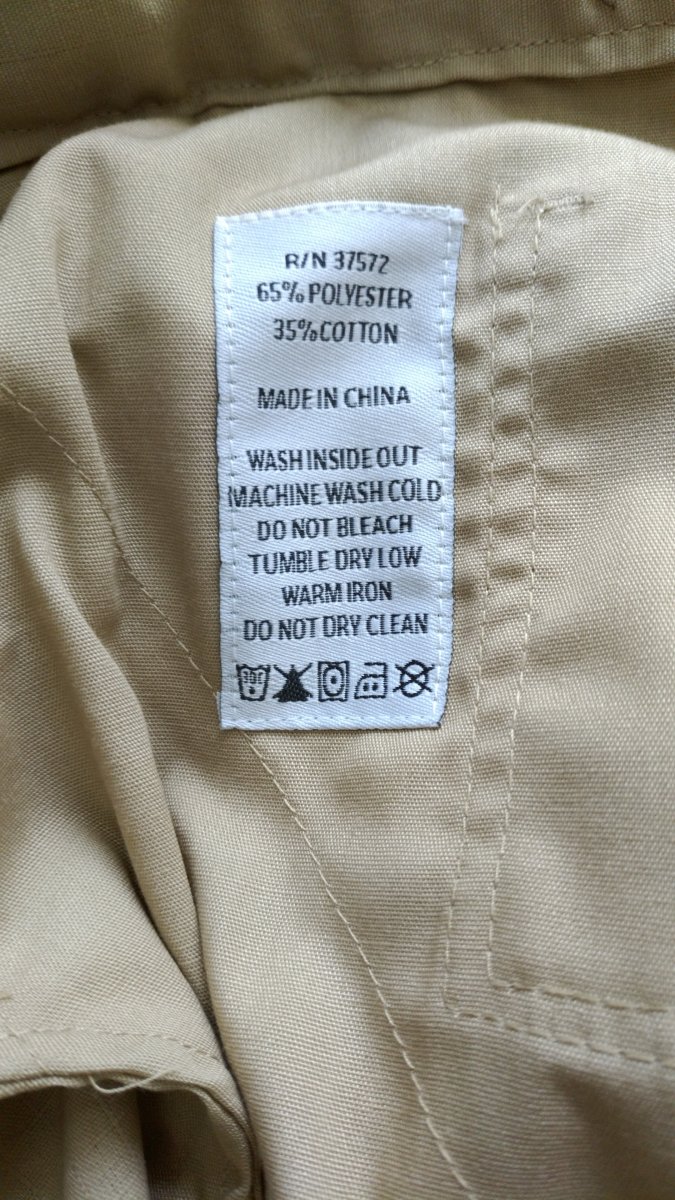 R/N 37572
65% POLYESTER
35% COTTON
MADE IN CHINA
WASH INSIDE OUT
MACHINE WASH COLD
DO NOT BLEACH
TUMBLE DRY LOW
WARM IRON
DO NOT DRY CLEAN
30C